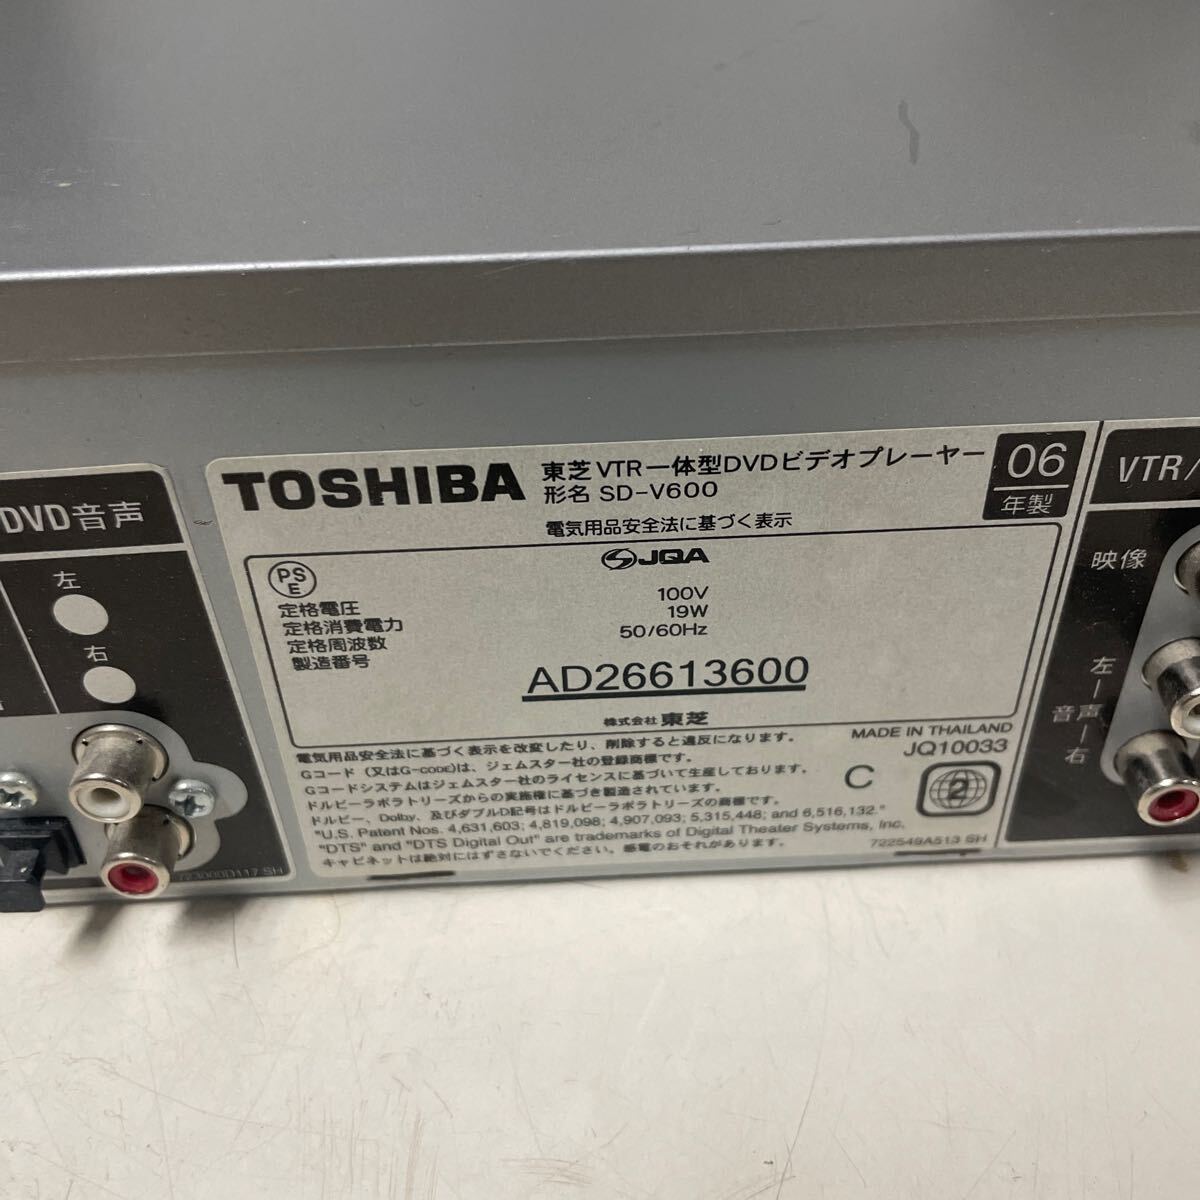 DVD音声
左
右
723000D117 SH
TOSHIBA
東芝VTR一体型DVDビデオプレーヤー
形名 SD-V600
06
年製
電気用品安全法に基づく表示
PS
E
JQA
定格電圧 100V
定格消費電力 19W
定格周波数 50/60Hz
製造番号
AD26613600
株式会社 東芝
電気用品安全法に基づく表示を改変したり、削除すると違反になります。
Gコード (又はG-CODE)は、ジェムスター社の登録商標です。
Gコードシステムはジェムスター社のライセンスに基づいて生産しております。
ドルビーラボラトリーズからの実施権に基づき製造されています。
ドルビー、Dolby、及びダブルD記号はドルビーラボラトリーズの商標です。
"U.S. Patent Nos. 4,631,603; 4,819,098; 4,907,093; 5,315,448; and 6,516,132."
"DTS" and "DTS Digital Out" are trademarks of Digital Theater Systems, Inc.
キャビネットは絶対にはずさないでください。感電のおそれがあります。
MADE IN THAILAND
JQ10033
C
2
722549A513 SH
VTR/
映像
左
音声
右